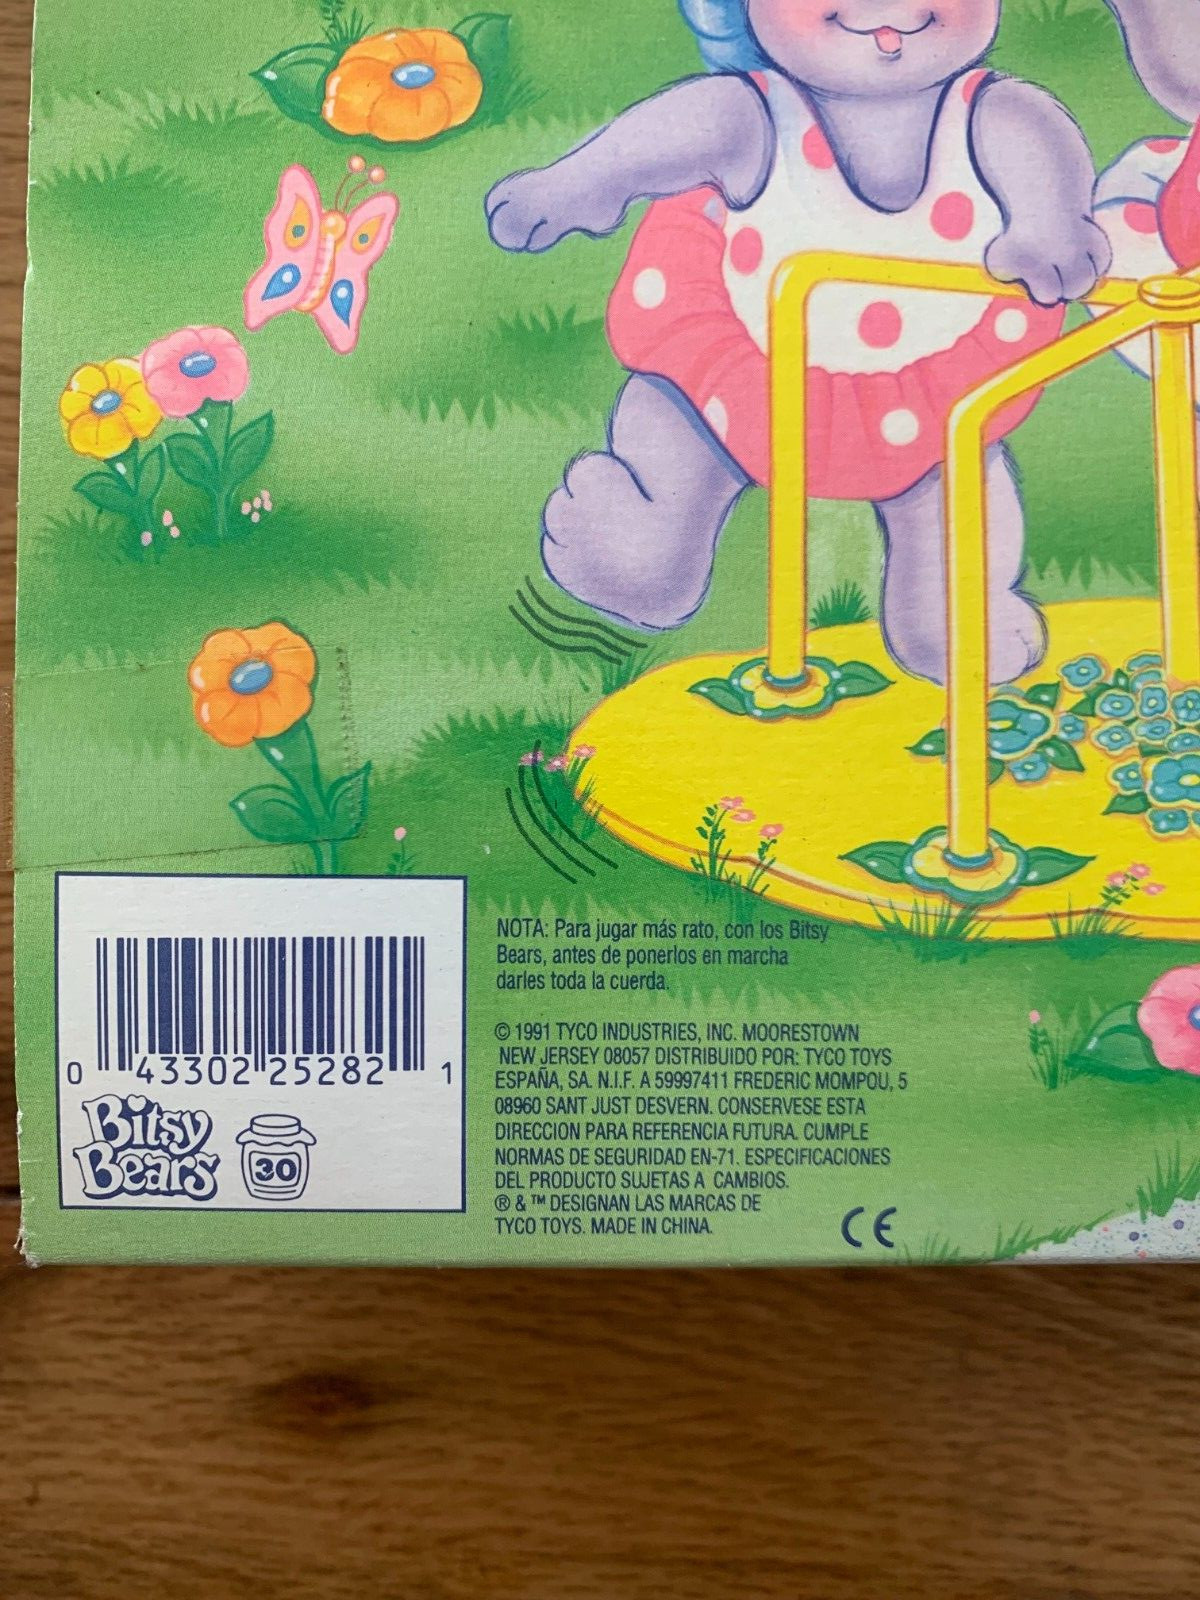 0 43302 25282 1
Bitsy
Bears
30
NOTA: Para jugar más rato, con los Bitsy
Bears, antes de ponerlos en marcha
darles toda la cuerda.
© 1991 TYCO INDUSTRIES, INC. MOORESTOWN
NEW JERSEY 08057 DISTRIBUIDO POR: TYCO TOYS
ESPAÑA, SA. N.I.F. A 59997411 FREDERIC MOMPOU, 5
08960 SANT JUST DESVERN. CONSERVESE ESTA
DIRECCION PARA REFERENCIA FUTURA. CUMPLE
NORMAS DE SEGURIDAD EN-71. ESPECIFICACIONES
DEL PRODUCTO SUJETAS A CAMBIOS.
® & ™ DESIGNAN LAS MARCAS DE
TYCO TOYS. MADE IN CHINA.
CE